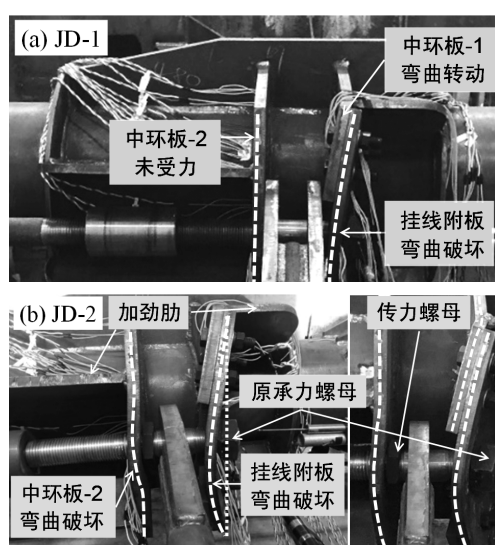 (a) JD-1
中环板-1
弯曲转动
中环板-2
未受力
挂线附板
弯曲破坏
(b) JD-2
加劲肋
传力螺母
原承力螺母
中环板-2
弯曲破坏
挂线附板
弯曲破坏